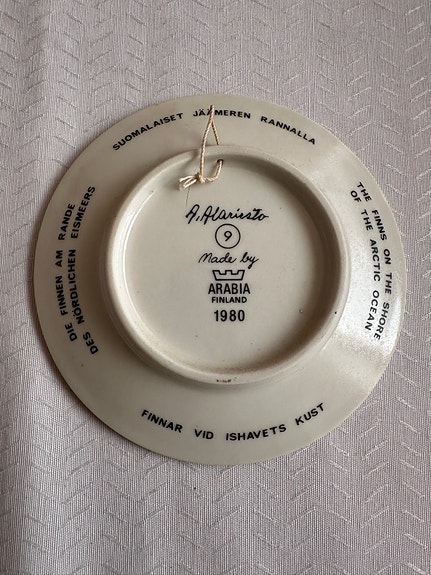 SUOMALAISET JÄÄMEREN RANNALLA
THE FINNS ON THE SHORE
OF THE ARCTIC OCEAN
FINNAR VID ISHAVETS KUST
DIE FINNEN AM RANDE
DES NÖRDLICHEN EISMEERS
A. Alariesto
9
Made by
ARABIA
FINLAND
1980